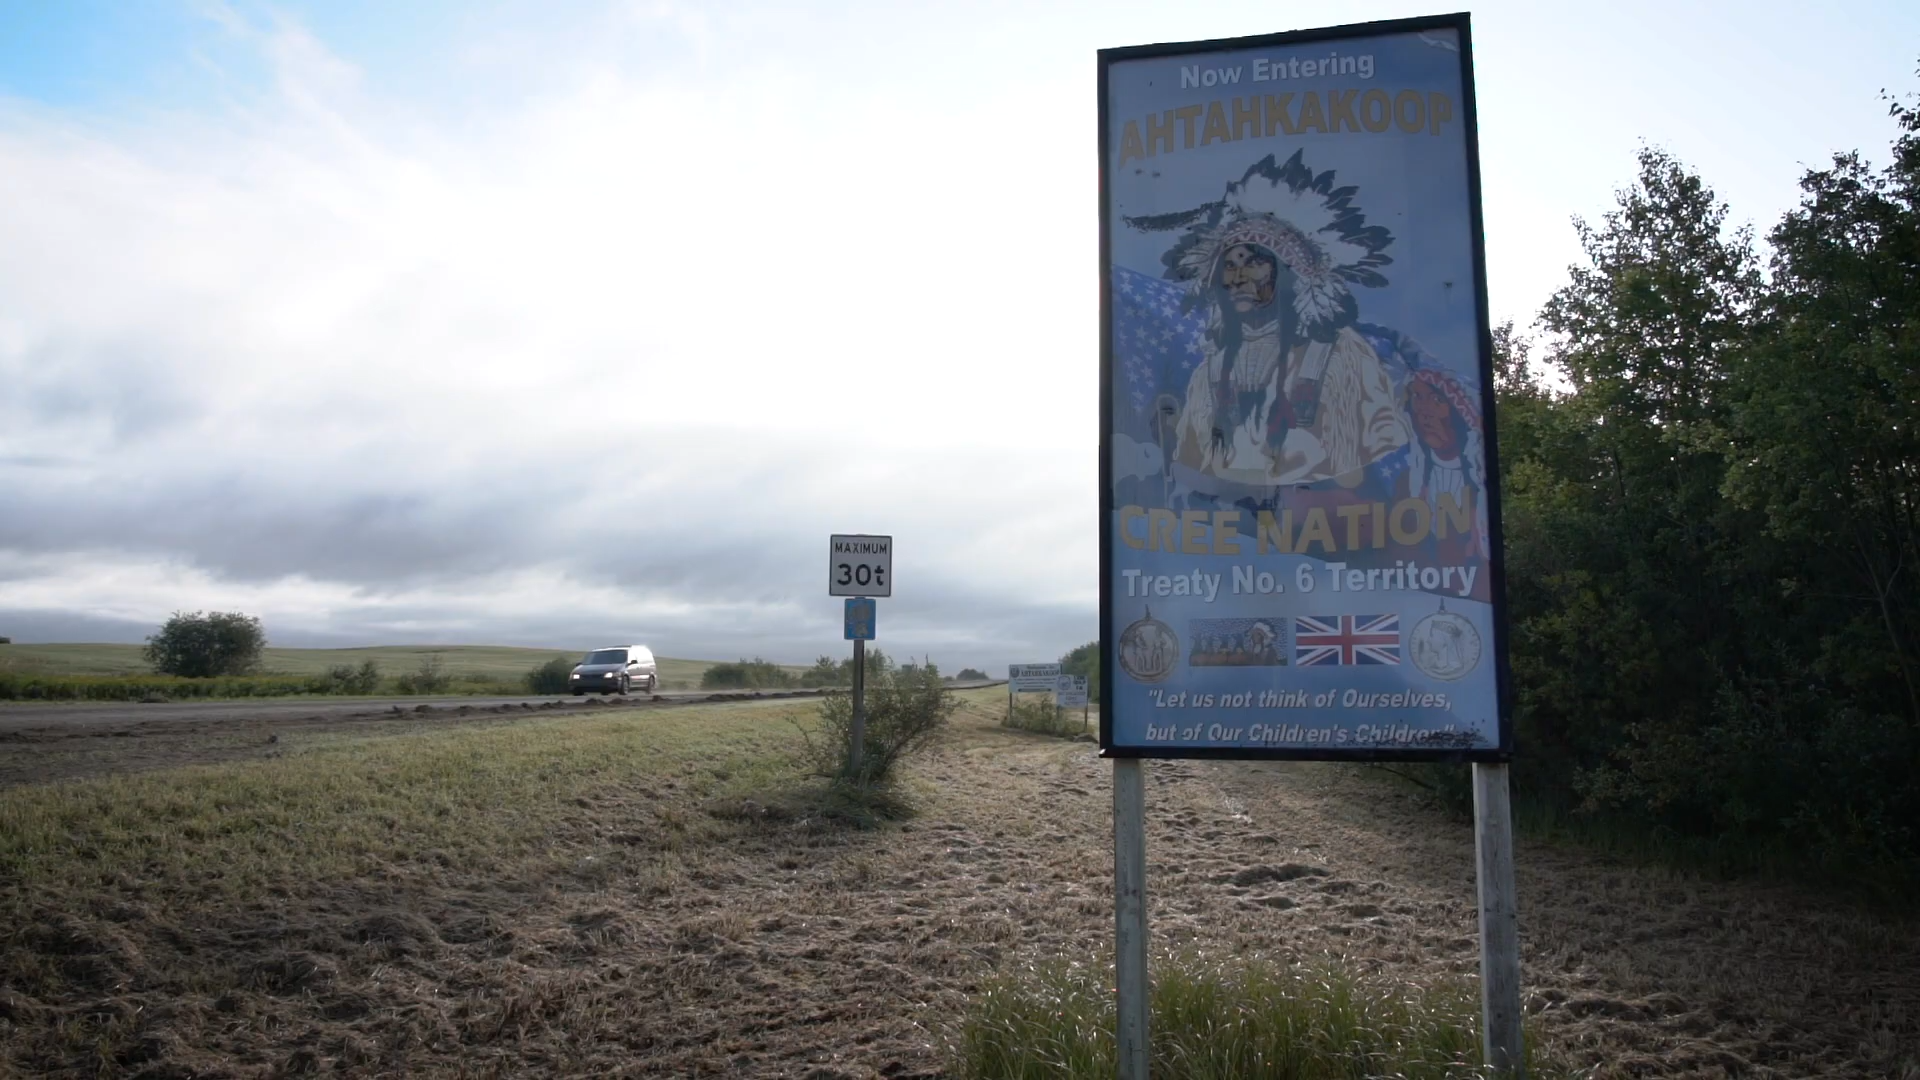 Now Entering
AHTAHKAKOOP
CREE NATION
Treaty No. 6 Territory
"Let us not think of Ourselves,
but of Our Children's
MAXIMUM
30t